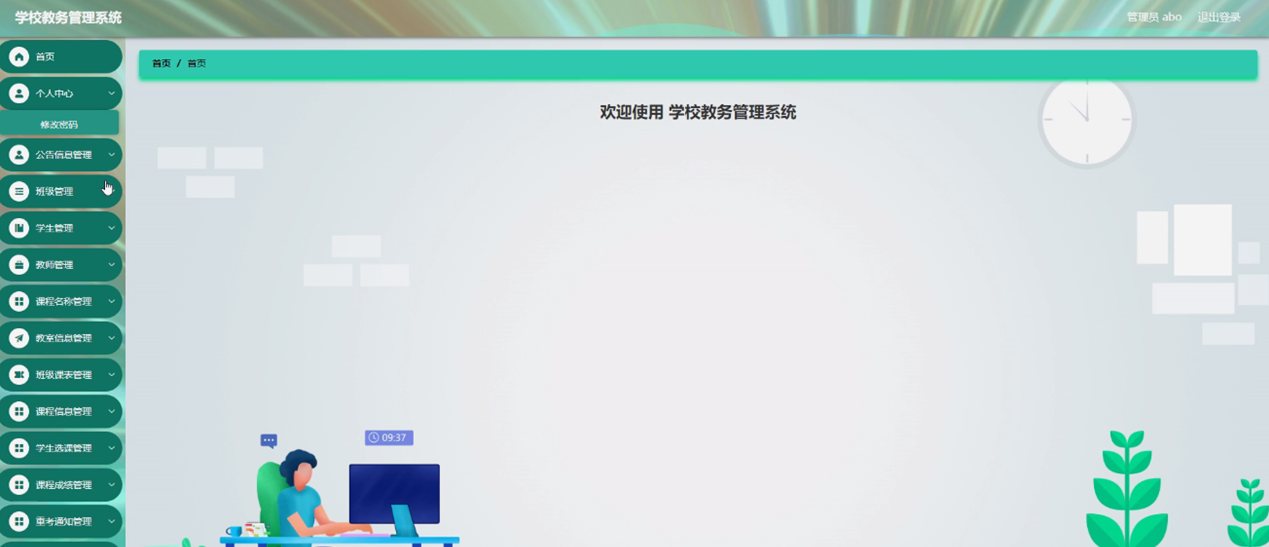 学校教务管理系统
管理员 abo 退出登录
首页
个人中心
修改密码
公告信息管理
班级管理
学生管理
教师管理
课程名称管理
教室信息管理
班级课表管理
课程信息管理
学生选课管理
课程成绩管理
重考通知管理
首页 / 首页
欢迎使用 学校教务管理系统
09:37